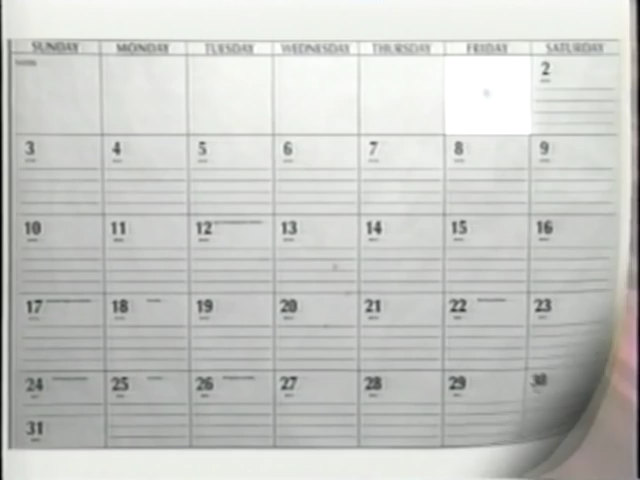 SUNDAY MONDAY TUESDAY WEDNESDAY THURSDAY FRIDAY SATURDAY
2
3 4 5 6 7 8 9
10 11 12 13 14 15 16
17 18 19 20 21 22 23
24 25 26 27 28 29 30
31